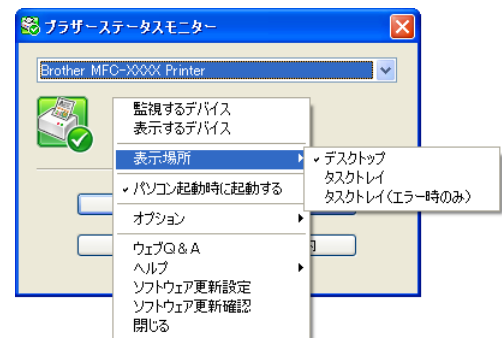 ブラザーステータスモニター
Brother MFC-XXXX Printer
監視するデバイス
表示するデバイス
表示場所
デスクトップ
タスクトレイ
タスクトレイ(エラー時のみ)
パソコン起動時に起動する
オプション
ウェブQ&A
ヘルプ
ソフトウェア更新設定
ソフトウェア更新確認
閉じる